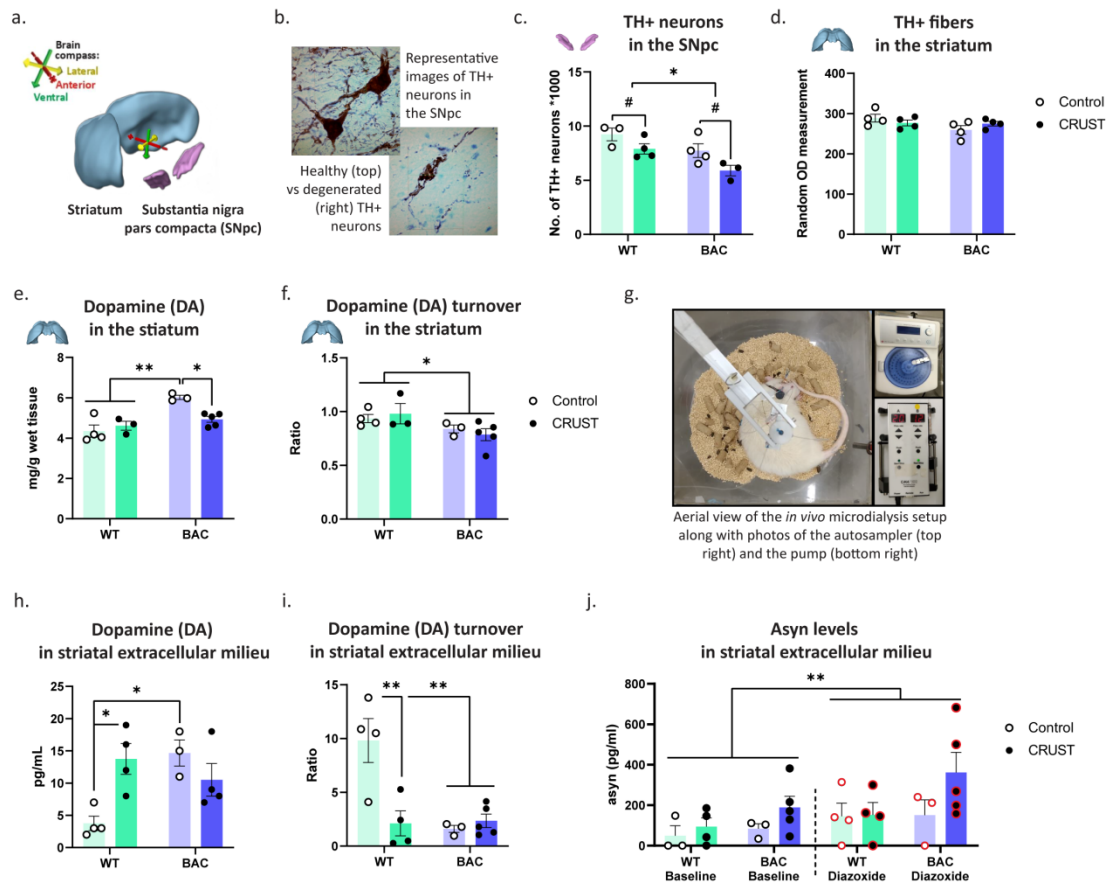 a.
Brain
compass:
Lateral
Anterior
Ventral
Striatum
Substantia nigra
pars compacta (SNpc)
b.
Representative
images of TH+
neurons in
the SNpc
Healthy (top)
vs degenerated
(right) TH+
neurons
c.
TH+ neurons
in the SNpc
No. of TH+ neurons *1000
15
10
5
0
*
#
#
WT
BAC
d.
TH+ fibers
in the striatum
Random OD measurement
400
300
200
100
0
WT
BAC
Control
CRUST
e.
Dopamine (DA)
in the stiatum
mg/g wet tissue
8
6
4
2
0
**
*
WT
BAC
f.
Dopamine (DA) turnover
in the striatum
Ratio
1.5
1.0
0.5
0.0
*
WT
BAC
Control
CRUST
g.
Aerial view of the in vivo microdialysis setup
along with photos of the autosampler (top
right) and the pump (bottom right)
h.
Dopamine (DA)
in striatal extracellular milieu
pg/mL
25
20
15
10
5
0
*
*
WT
BAC
i.
Dopamine (DA) turnover
in striatal extracellular milieu
Ratio
15
10
5
0
**
**
WT
BAC
j.
Asyn levels
in striatal extracellular milieu
asyn (pg/ml)
800
600
400
200
0
**
WT
Baseline
BAC
Baseline
WT
Diazoxide
BAC
Diazoxide
Control
CRUST